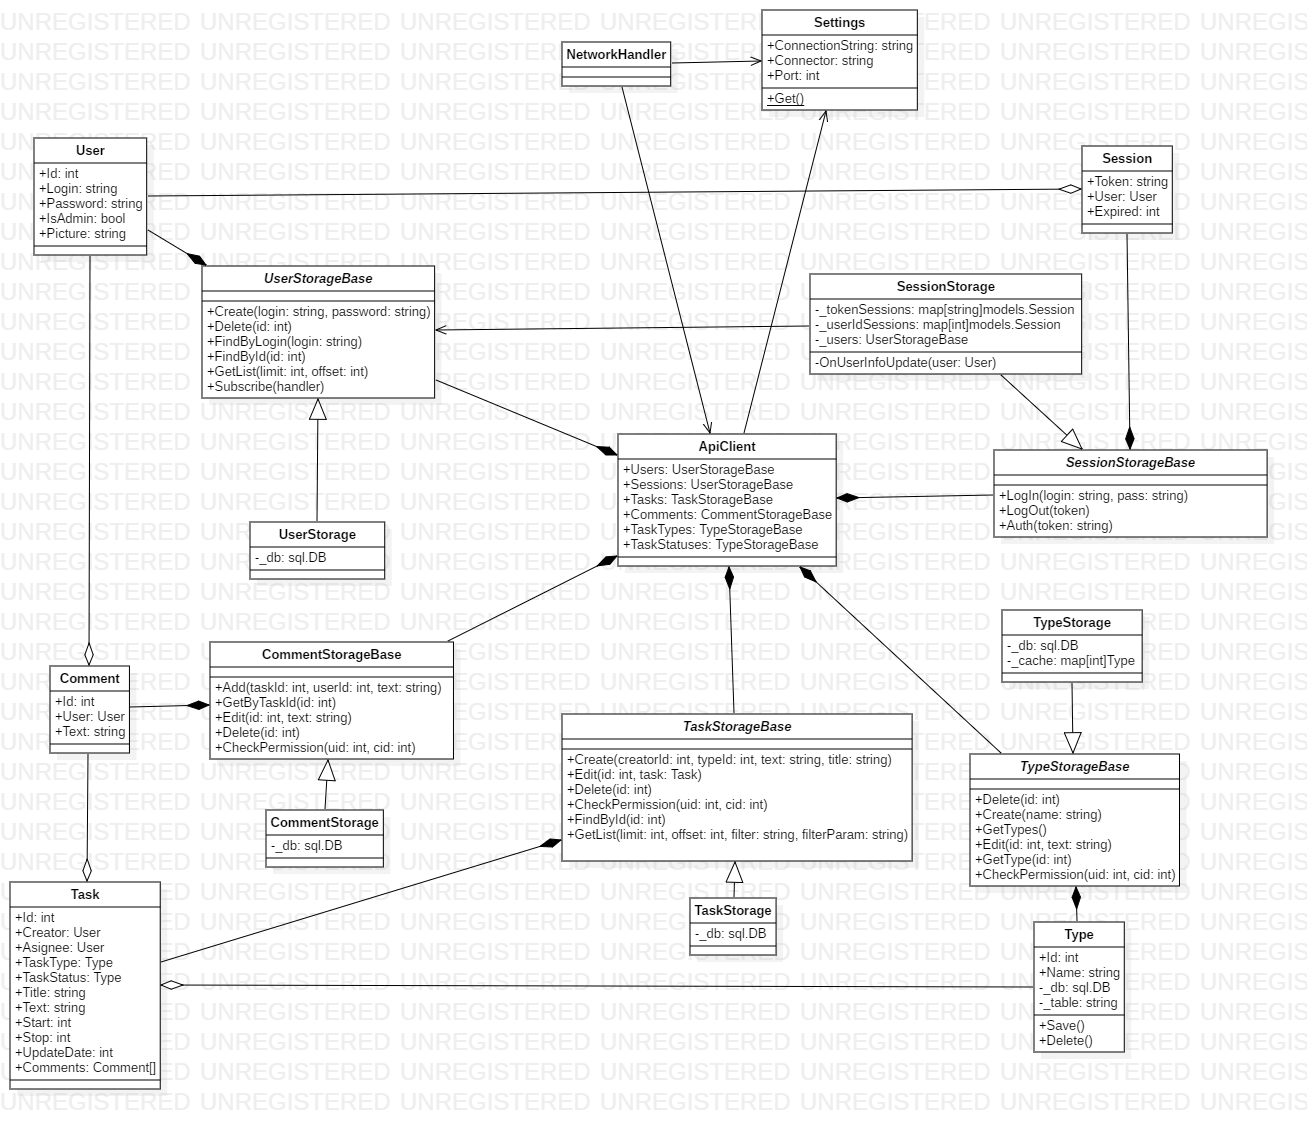 Settings
+ConnectionString: string
+Connector: string
+Port: int
+Get()
NetworkHandler
User
+Id: int
+Login: string
+Password: string
+IsAdmin: bool
+Picture: string
Session
+Token: string
+User: User
+Expired: int
UserStorageBase
+Create(login: string, password: string)
+Delete(id: int)
+FindByLogin(login: string)
+FindById(id: int)
+GetList(limit: int, offset: int)
+Subscribe(handler)
SessionStorage
-_tokenSessions: map[string]models.Session
-_userIdSessions: map[int]models.Session
-_users: UserStorageBase
-OnUserInfoUpdate(user: User)
ApiClient
+Users: UserStorageBase
+Sessions: UserStorageBase
+Tasks: TaskStorageBase
+Comments: CommentStorageBase
+TaskTypes: TypeStorageBase
+TaskStatuses: TypeStorageBase
SessionStorageBase
+LogIn(login: string, pass: string)
+LogOut(token)
+Auth(token: string)
UserStorage
-_db: sql.DB
TypeStorage
-_db: sql.DB
-_cache: map[int]Type
Comment
+Id: int
+User: User
+Text: string
CommentStorageBase
+Add(taskId: int, userId: int, text: string)
+GetByTaskId(id: int)
+Edit(id: int, text: string)
+Delete(id: int)
+CheckPermission(uid: int, cid: int)
TaskStorageBase
+Create(creatorId: int, typeId: int, text: string, title: string)
+Edit(id: int, task: Task)
+Delete(id: int)
+CheckPermission(uid: int, cid: int)
+FindById(id: int)
+GetList(limit: int, offset: int, filter: string, filterParam: string)
TypeStorageBase
+Delete(id: int)
+Create(name: string)
+GetTypes()
+Edit(id: int, text: string)
+GetType(id: int)
+CheckPermission(uid: int, cid: int)
CommentStorage
-_db: sql.DB
Task
+Id: int
+Creator: User
+Asignee: User
+TaskType: Type
+TaskStatus: Type
+Title: string
+Text: string
+Start: int
+Stop: int
+UpdateDate: int
+Comments: Comment[]
TaskStorage
-_db: sql.DB
Type
+Id: int
+Name: string
-_db: sql.DB
-_table: string
+Save()
+Delete()
UNREGISTERED